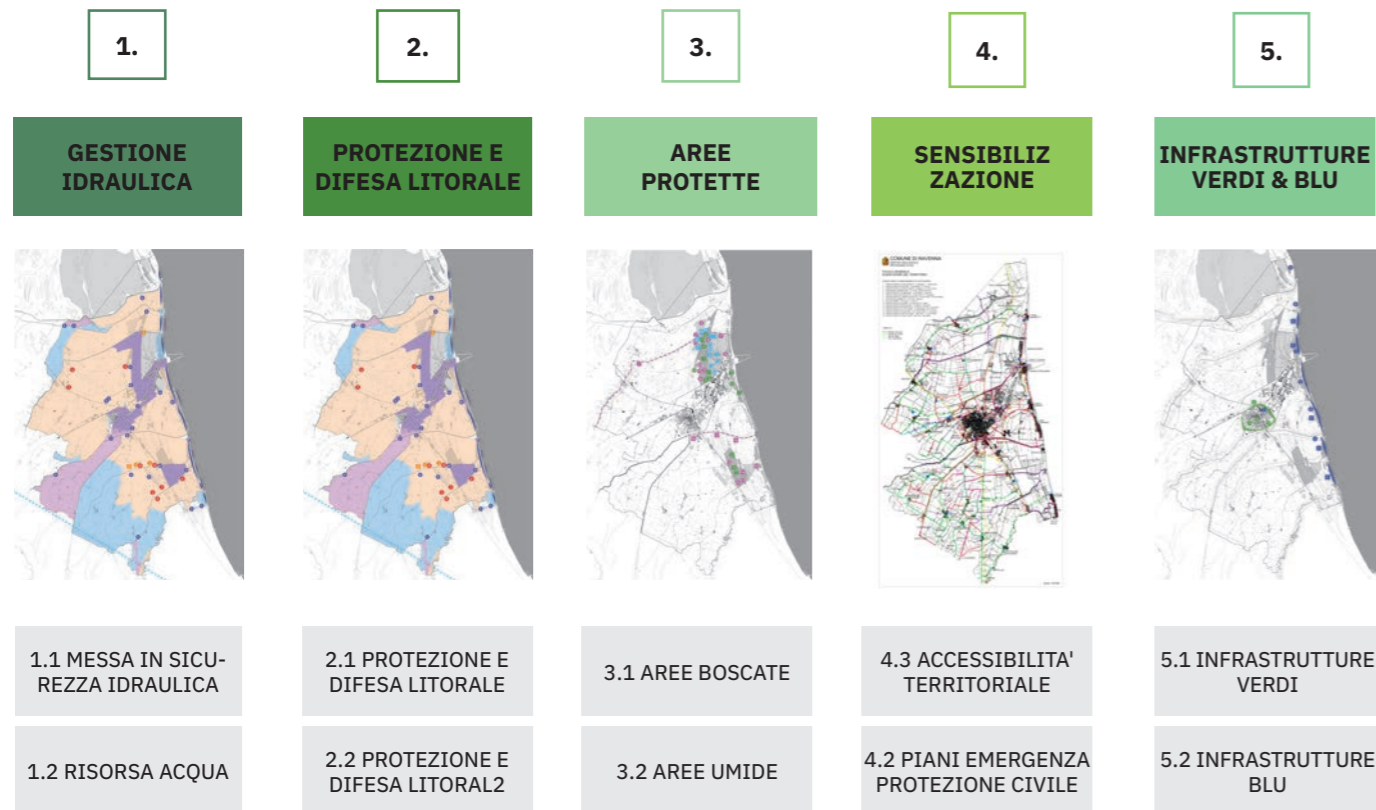 1.
2.
3.
4.
5.
GESTIONE
IDRAULICA
PROTEZIONE E
DIFESA LITORALE
AREE
PROTETTE
SENSIBILIZ
ZAZIONE
INFRASTRUTTURE
VERDI & BLU
COMUNE DI RAVENNA
1.1 MESSA IN SICU-
REZZA IDRAULICA
2.1 PROTEZIONE E
DIFESA LITORALE
3.1 AREE BOSCATE
4.3 ACCESSIBILITA'
TERRITORIALE
5.1 INFRASTRUTTURE
VERDI
1.2 RISORSA ACQUA
2.2 PROTEZIONE E
DIFESA LITORAL2
3.2 AREE UMIDE
4.2 PIANI EMERGENZA
PROTEZIONE CIVILE
5.2 INFRASTRUTTURE
BLU